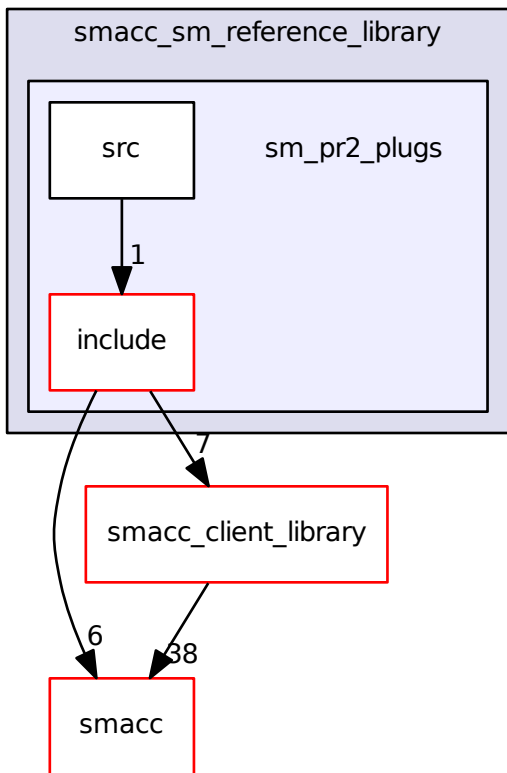 smacc_sm_reference_library
src
sm_pr2_plugs
1
include
7
smacc_client_library
6
38
smacc